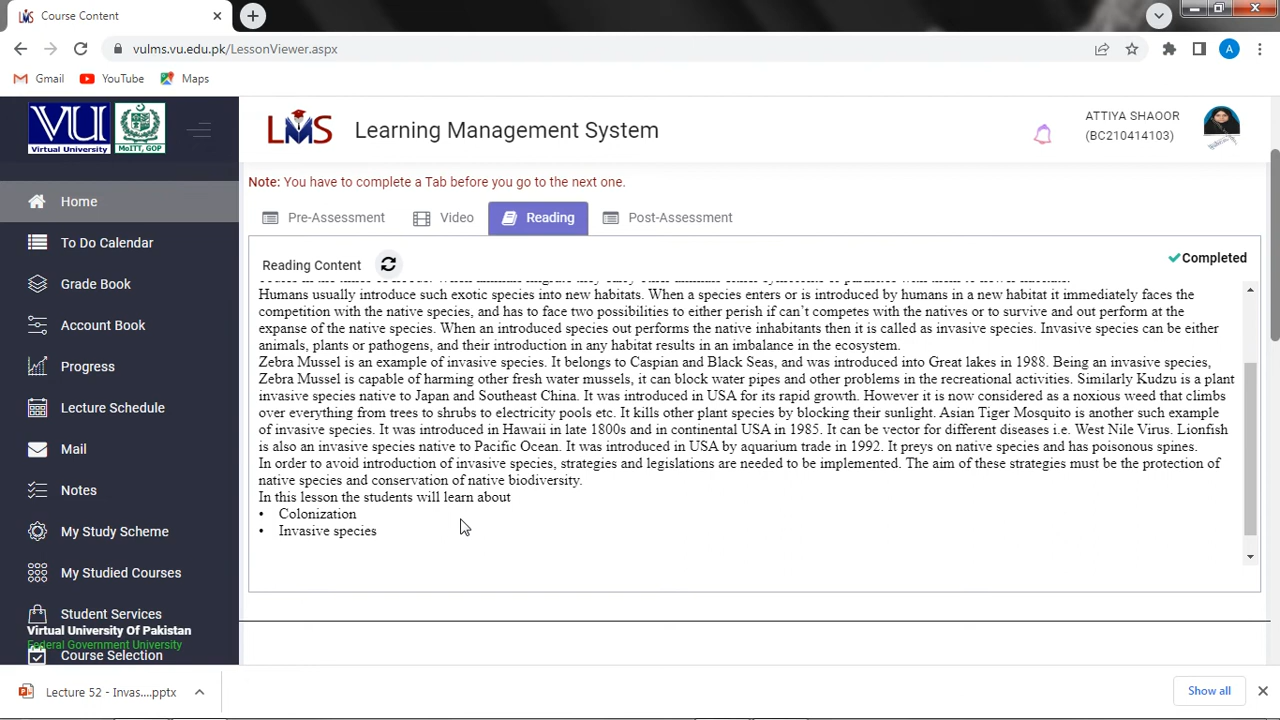 Course Content
vulms.vu.edu.pk/LessonViewer.aspx
A
Gmail
YouTube
Maps
VU
Virtual University
MoITT, GOP
LMS
Learning Management System
ATTIYA SHAOOR
(BC210414103)
Home
To Do Calendar
Grade Book
Account Book
Progress
Lecture Schedule
Mail
Notes
My Study Scheme
My Studied Courses
Student Services
Virtual University Of Pakistan
Federal Government University
Course Selection
Note: You have to complete a Tab before you go to the next one.
Pre-Assessment
Video
Reading
Post-Assessment
Reading Content
Completed
Humans usually introduce such exotic species into new habitats. When a species enters or is introduced by humans in a new habitat it immediately faces the
competition with the native species, and has to face two possibilities to either perish if can't competes with the natives or to survive and out perform at the
expanse of the native species. When an introduced species out performs the native inhabitants then it is called as invasive species. Invasive species can be either
animals, plants or pathogens, and their introduction in any habitat results in an imbalance in the ecosystem.
Zebra Mussel is an example of invasive species. It belongs to Caspian and Black Seas, and was introduced into Great lakes in 1988. Being an invasive species,
Zebra Mussel is capable of harming other fresh water mussels, it can block water pipes and other problems in the recreational activities. Similarly Kudzu is a plant
invasive species native to Japan and Southeast China. It was introduced in USA for its rapid growth. However it is now considered as a noxious weed that climbs
over everything from trees to shrubs to electricity pools etc. It kills other plant species by blocking their sunlight. Asian Tiger Mosquito is another such example
of invasive species. It was introduced in Hawaii in late 1800s and in continental USA in 1985. It can be vector for different diseases i.e. West Nile Virus. Lionfish
is also an invasive species native to Pacific Ocean. It was introduced in USA by aquarium trade in 1992. It preys on native species and has poisonous spines.
In order to avoid introduction of invasive species, strategies and legislations are needed to be implemented. The aim of these strategies must be the protection of
native species and conservation of native biodiversity.
In this lesson the students will learn about
• Colonization
• Invasive species
Lecture 52 - Invas....pptx
Show all